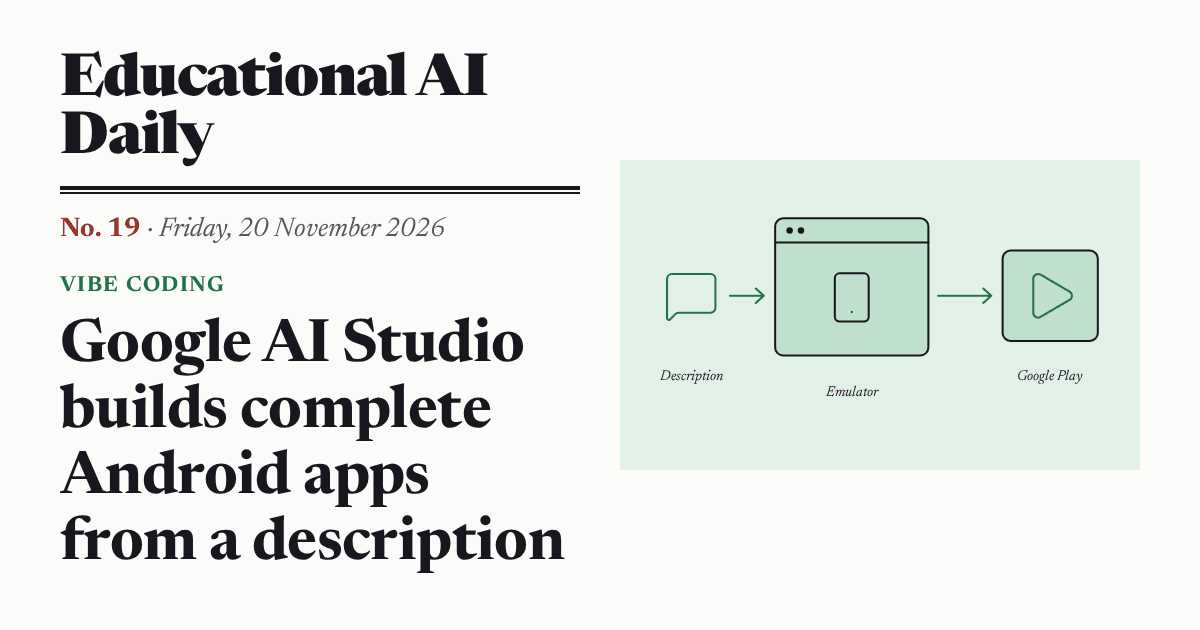 Educational AI
Daily
No. 19 · Friday, 20 November 2026
VIBE CODING
Google AI Studio
builds complete
Android apps
from a description
Description
Emulator
Google Play